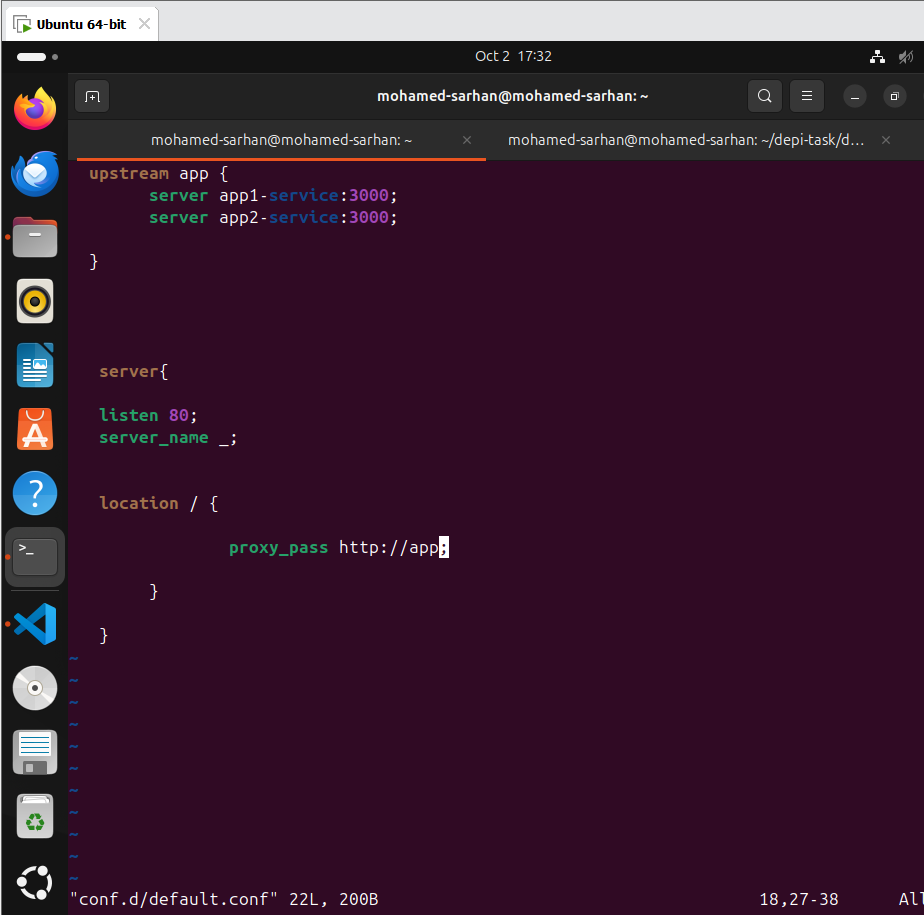 Ubuntu 64-bit
Oct 2 17:32
mohamed-sarhan@mohamed-sarhan: ~
mohamed-sarhan@mohamed-sarhan: ~
mohamed-sarhan@mohamed-sarhan: ~/depi-task/d...
upstream app {
server app1-service:3000;
server app2-service:3000;
}
server{
listen 80;
server_name _;
location / {
proxy_pass http://app;
}
}
~
~
~
~
~
~
~
~
~
~
~
"conf.d/default.conf" 22L, 200B 18,27-38 All